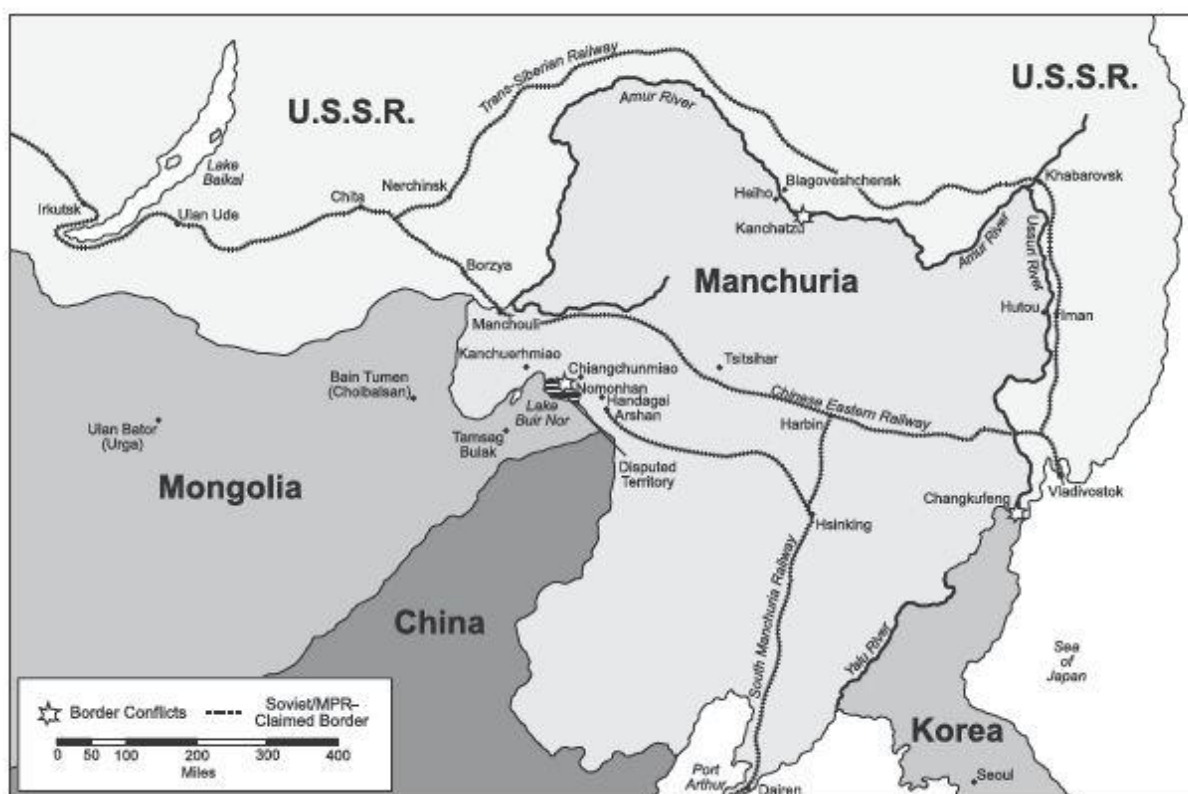 U.S.S.R.
U.S.S.R.
Trans-Siberian Railway
Amur River
Lake
Baikal
Irkutsk
Ulan Ude
Chita
Nerchinsk
Borzya
Heiho
Blagoveshchensk
Kanchatzu
Khabarovsk
Amur River
Ussuri River
Manchuria
Hutou
Iman
Manchouli
Kanchuerhmiao
Chiangchunmiao
Nomonhan
Handagai
Arshan
Tsitsihar
Bain Tumen
(Choibalsan)
Lake
Buir Nor
Chinese Eastern Railway
Harbin
Ulan Bator
(Urga)
Tamsag
Bulak
Disputed
Territory
Mongolia
Changkufeng
Vladivostok
Hsinking
South Manchuria Railway
China
Yalu River
Sea
of
Japan
Korea
Seoul
Port
Arthur
Dairen
Border Conflicts
Soviet/MPR–
Claimed Border
0 50 100 200 300 400
Miles